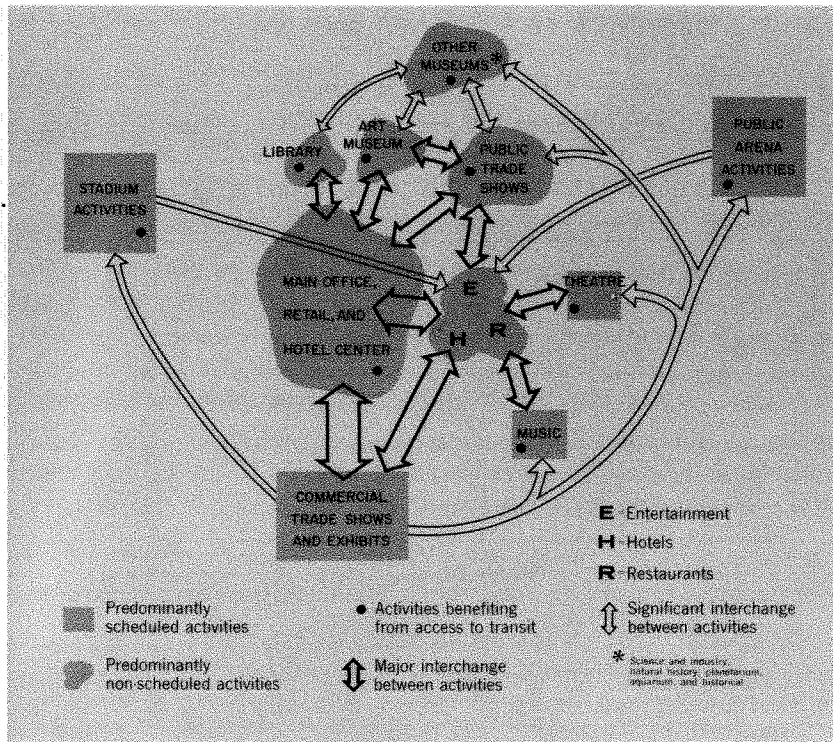 OTHER
MUSEUMS*
ART
MUSEUM
LIBRARY
PUBLIC
TRADE
SHOWS
PUBLIC
ARENA
ACTIVITIES
STADIUM
ACTIVITIES
MAIN OFFICE,
RETAIL, AND
HOTEL CENTER
E
H
R
THEATRE
MUSIC
COMMERCIAL
TRADE SHOWS
AND EXHIBITS
E Entertainment
H Hotels
R Restaurants
Predominantly
scheduled activities
Activities benefiting
from access to transit
Significant interchange
between activities
Predominantly
non-scheduled activities
Major interchange
between activities
* Science and industry,
natural history, planetarium,
aquarium, and historical